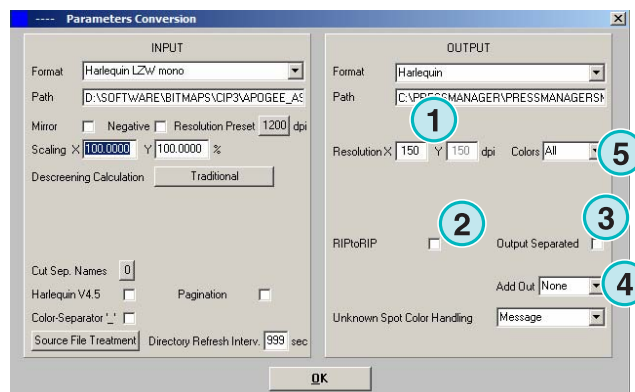 ---- Parameters Conversion
INPUT
Format Harlequin LZW mono
Path D:\SOFTWARE\BITMAPS\CIP3\APOGEE_AS
Mirror Negative Resolution Preset 1200 dpi
Scaling X 100.0000 Y 100.0000 %
Descreening Calculation Traditional
Cut Sep. Names 0
Harlequin V4.5 Pagination
Color-Separator '_'
Source File Treatment Directory Refresh Interv. 999 sec
OUTPUT
Format Harlequin
Path C:\PRESSMANAGER\PRESSMANAGERSM
1
Resolution X 150 Y 150 dpi Colors All 5
2 3
RIPtoRIP Output Separated
Add Out None 4
Unknown Spot Color Handling Message
OK